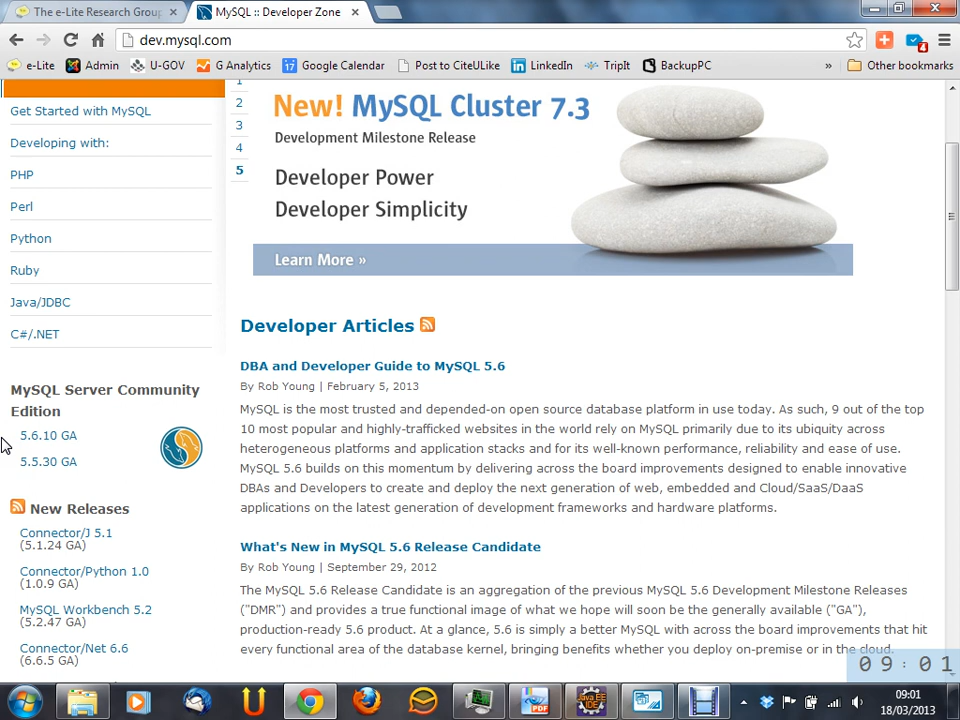 The e-Lite Research Group
MySQL :: Developer Zone
dev.mysql.com
e-Lite
Admin
U-GOV
G Analytics
17
Google Calendar
Post to CiteULike
LinkedIn
TripIt
BackupPC
»
Other bookmarks
Get Started with MySQL
Developing with:
PHP
Perl
Python
Ruby
Java/JDBC
C#/.NET
MySQL Server Community
Edition
5.6.10 GA
5.5.30 GA
New Releases
Connector/J 5.1
(5.1.24 GA)
Connector/Python 1.0
(1.0.9 GA)
MySQL Workbench 5.2
(5.2.47 GA)
Connector/Net 6.6
(6.6.5 GA)
1
2
3
4
5
New! MySQL Cluster 7.3
Development Milestone Release
Developer Power
Developer Simplicity
Learn More »
Developer Articles
DBA and Developer Guide to MySQL 5.6
By Rob Young | February 5, 2013
MySQL is the most trusted and depended-on open source database platform in use today. As such, 9 out of the top
10 most popular and highly-trafficked websites in the world rely on MySQL primarily due to its ubiquity across
heterogeneous platforms and application stacks and for its well-known performance, reliability and ease of use.
MySQL 5.6 builds on this momentum by delivering across the board improvements designed to enable innovative
DBAs and Developers to create and deploy the next generation of web, embedded and Cloud/SaaS/DaaS
applications on the latest generation of development frameworks and hardware platforms.
What's New in MySQL 5.6 Release Candidate
By Rob Young | September 29, 2012
The MySQL 5.6 Release Candidate is an aggregation of the previous MySQL 5.6 Development Milestone Releases
("DMR") and provides a true functional image of what we hope will soon be the generally available ("GA"),
production-ready 5.6 product. At a glance, 5.6 is simply a better MySQL with across the board improvements that hit
every functional area of the database kernel, bringing benefits whether you deploy on-premise or in the cloud.
09:01
PDF
Java EE
IDE
09:01
18/03/2013